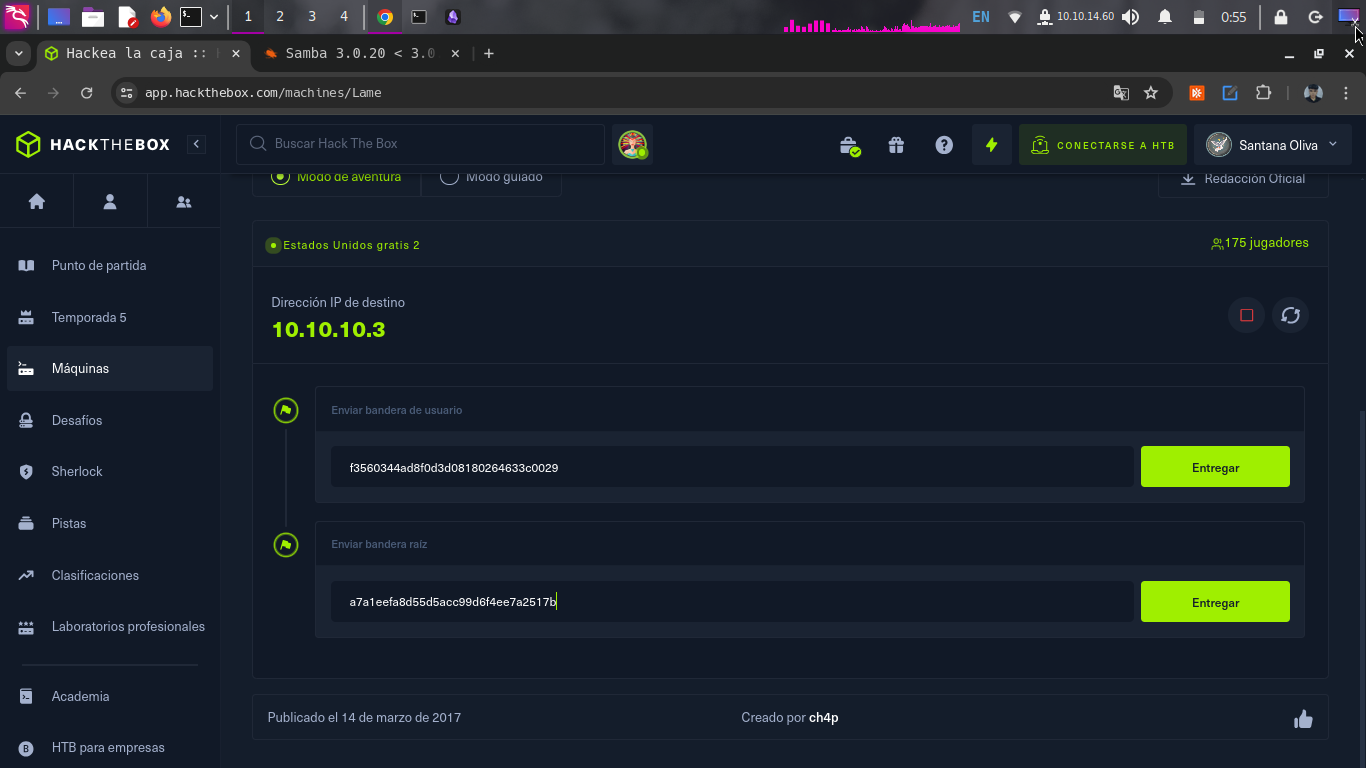 1 2 3 4 EN 10.10.14.60 0:55
Hackea la caja :: Samba 3.0.20 < 3.0
app.hackthebox.com/machines/Lame
HACKTHEBOX
Buscar Hack The Box
CONECTARSE A HTB
Santana Oliva
Modo de aventura
Modo guiado
Redacción Oficial
Estados Unidos gratis 2
175 jugadores
Punto de partida
Temporada 5
Máquinas
Desafíos
Sherlock
Pistas
Clasificaciones
Laboratorios profesionales
Academia
B HTB para empresas
Dirección IP de destino
10.10.10.3
Enviar bandera de usuario
f3560344ad8f0d3d08180264633c0029
Entregar
Enviar bandera raíz
a7a1eefa8d55d5acc99d6f4ee7a2517b
Entregar
Publicado el 14 de marzo de 2017
Creado por ch4p